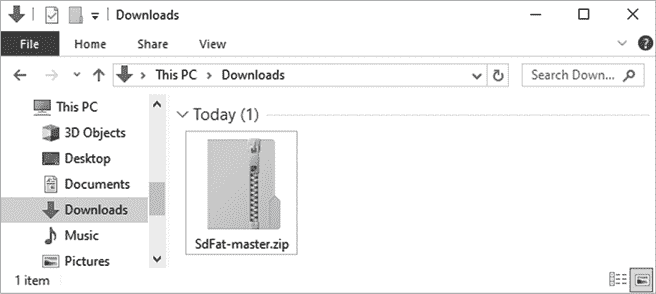 Downloads
File Home Share View
This PC Downloads Search Down...
This PC
3D Objects
Desktop
Documents
Downloads
Music
Pictures
Today (1)
SdFat-master.zip
1 item